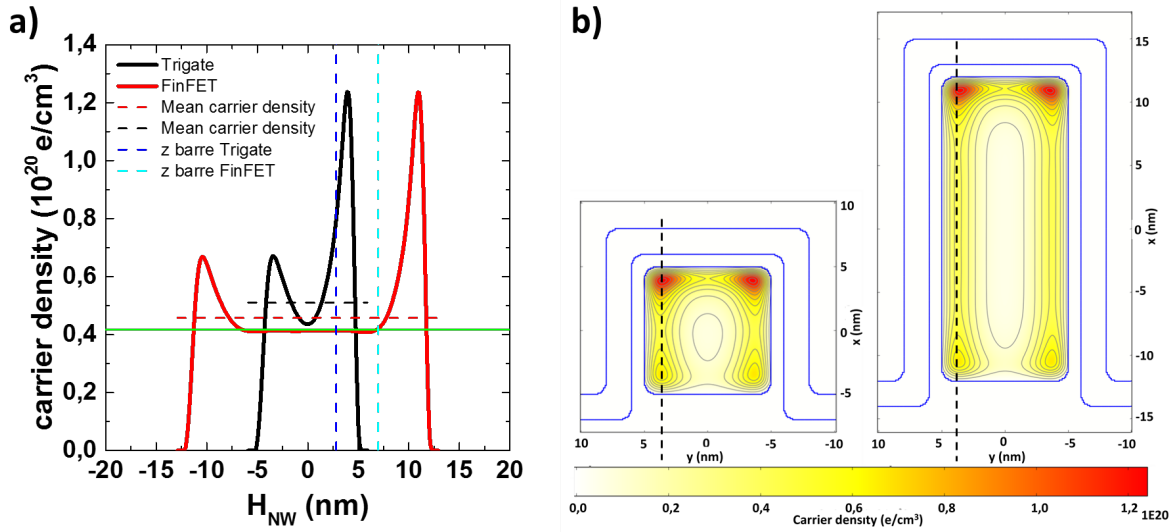 a)
carrier density (10^20 e/cm^3)
1,4
1,2
1,0
0,8
0,6
0,4
0,2
0,0
Trigate
FinFET
Mean carrier density
Mean carrier density
z barre Trigate
z barre FinFET
-20 -15 -10 -5 0 5 10 15 20
H_NW (nm)
b)
10
5
0
-5
x (nm)
10 5 0 -5 -10
y (nm)
15
10
5
0
-5
-10
-15
x (nm)
10 5 0 -5 -10
y (nm)
0,0 0,2 0,4 0,6 0,8 1,0 1,2
1E20
Carrier density (e/cm^3)